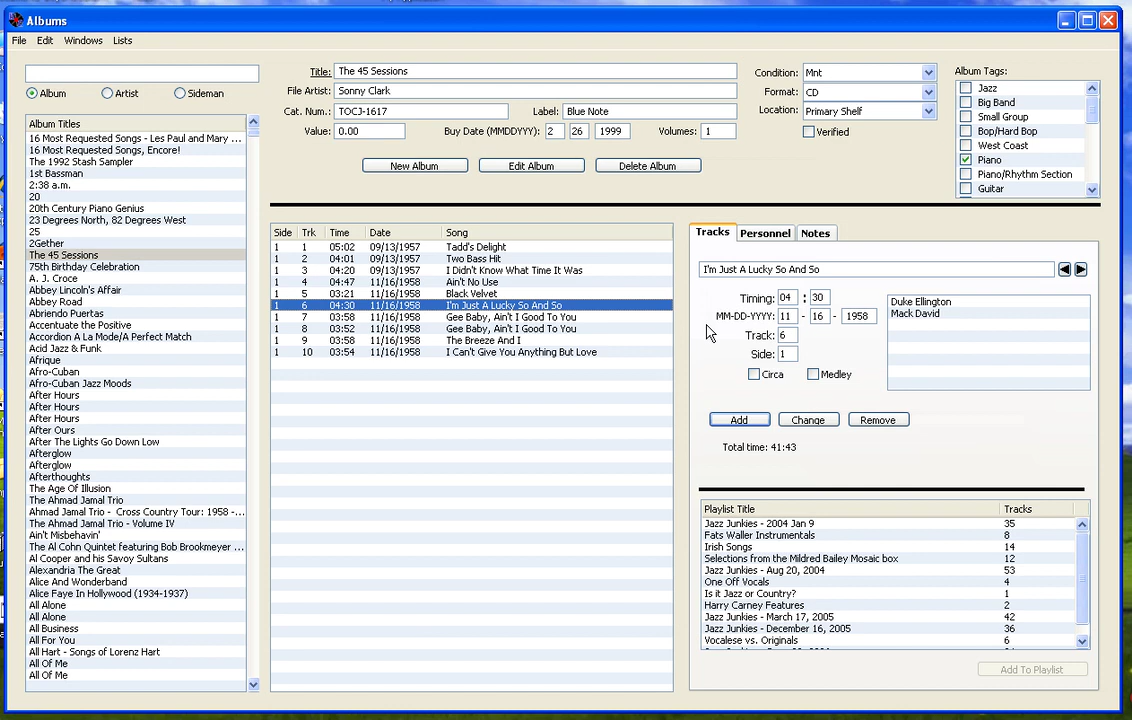 Albums
File Edit Windows Lists
Album Artist Sideman
Title: The 45 Sessions
File Artist: Sonny Clark
Cat. Num.: TOCJ-1617 Label: Blue Note
Value: 0.00 Buy Date (MMDDYYYY): 2 26 1999 Volumes: 1
Condition: Mnt
Format: CD
Location: Primary Shelf
Verified
Album Tags:
Jazz
Big Band
Small Group
Bop/Hard Bop
West Coast
Piano
Piano/Rhythm Section
Guitar
New Album Edit Album Delete Album
Album Titles
16 Most Requested Songs - Les Paul and Mary ...
16 Most Requested Songs, Encore!
The 1992 Stash Sampler
1st Bassman
2:38 a.m.
20
20th Century Piano Genius
23 Degrees North, 82 Degrees West
25
2Gether
The 45 Sessions
75th Birthday Celebration
A. J. Croce
Abbey Lincoln's Affair
Abbey Road
Abriendo Puertas
Accentuate the Positive
Accordion A La Mode/A Perfect Match
Acid Jazz & Funk
Afrique
Afro-Cuban
Afro-Cuban Jazz Moods
After Hours
After Hours
After Hours
After Ours
After The Lights Go Down Low
Afterglow
Afterglow
Afterthoughts
The Age Of Illusion
The Ahmad Jamal Trio
Ahmad Jamal Trio - Cross Country Tour: 1958 -...
The Ahmad Jamal Trio - Volume IV
Ain't Misbehavin'
The Al Cohn Quintet featuring Bob Brookmeyer ...
Al Cooper and his Savoy Sultans
Alexandria The Great
Alice And Wonderland
Alice Faye In Hollywood (1934-1937)
All Alone
All Alone
All Business
All For You
All Hart - Songs of Lorenz Hart
All Of Me
All Of Me
Side Trk Time Date Song
1 1 05:02 09/13/1957 Tadd's Delight
1 2 04:01 09/13/1957 Two Bass Hit
1 3 04:20 09/13/1957 I Didn't Know What Time It Was
1 4 04:47 11/16/1958 Ain't No Use
1 5 03:21 11/16/1958 Black Velvet
1 6 04:30 11/16/1958 I'm Just A Lucky So And So
1 7 03:58 11/16/1958 Gee Baby, Ain't I Good To You
1 8 03:52 11/16/1958 Gee Baby, Ain't I Good To You
1 9 03:58 11/16/1958 The Breeze And I
1 10 03:54 11/16/1958 I Can't Give You Anything But Love
Tracks Personnel Notes
I'm Just A Lucky So And So
Timing: 04 : 30
MM-DD-YYYY: 11 - 16 - 1958
Track: 6
Side: 1
Circa Medley
Duke Ellington
Mack David
Add Change Remove
Total time: 41:43
Playlist Title Tracks
Jazz Junkies - 2004 Jan 9 35
Fats Waller Instrumentals 8
Irish Songs 14
Selections from the Mildred Bailey Mosaic box 12
Jazz Junkies - Aug 20, 2004 53
One Off Vocals 4
Is it Jazz or Country? 1
Harry Carney Features 2
Jazz Junkies - March 17, 2005 42
Jazz Junkies - December 16, 2005 36
Vocalese vs. Originals 6
Add To Playlist